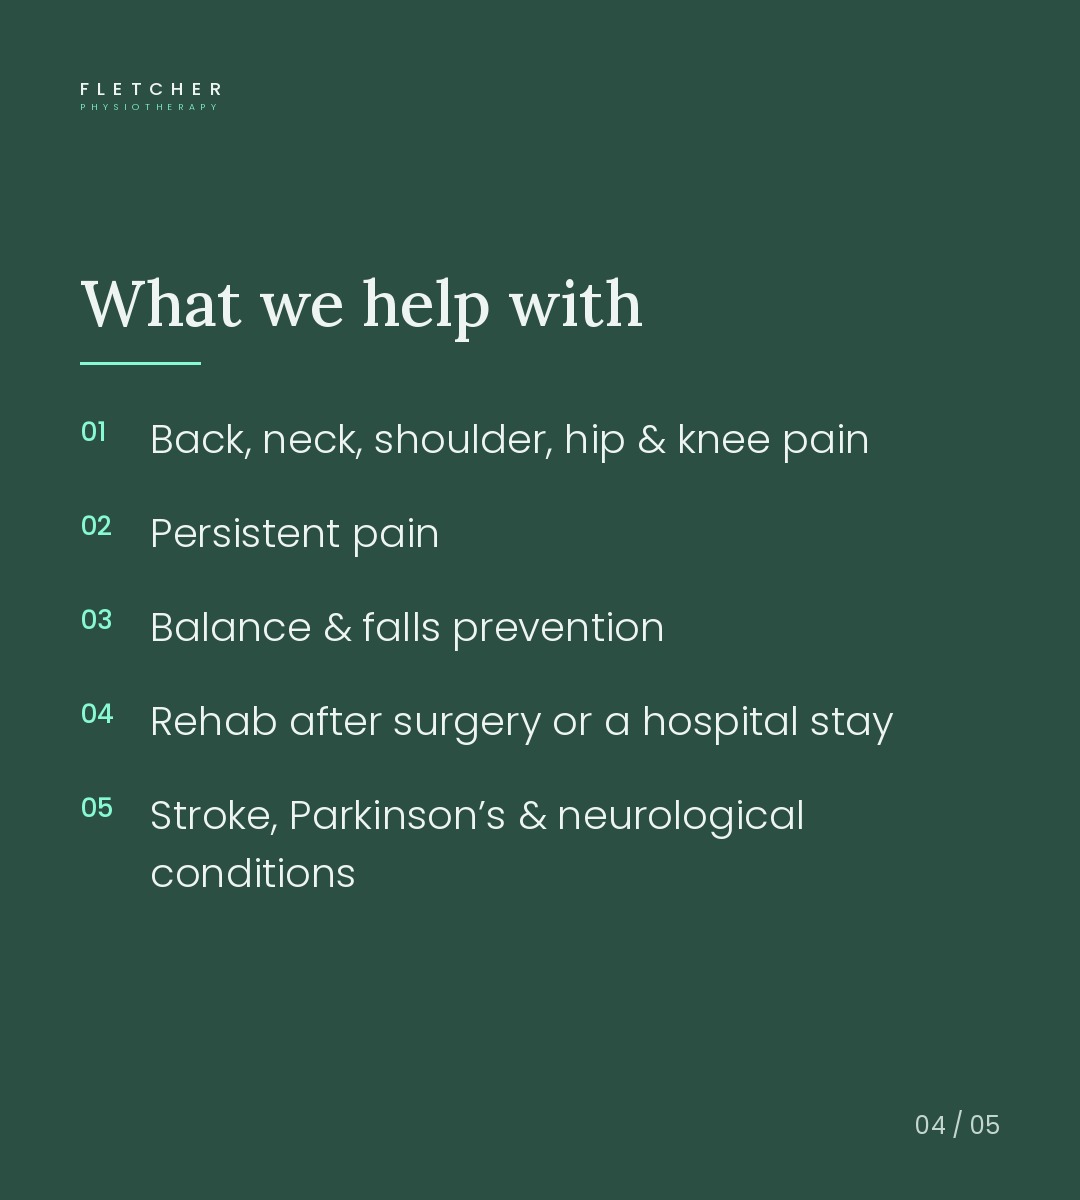 FLETCHER
PHYSIOTHERAPY
What we help with
01 Back, neck, shoulder, hip & knee pain
02 Persistent pain
03 Balance & falls prevention
04 Rehab after surgery or a hospital stay
05 Stroke, Parkinson’s & neurological
conditions
04 / 05